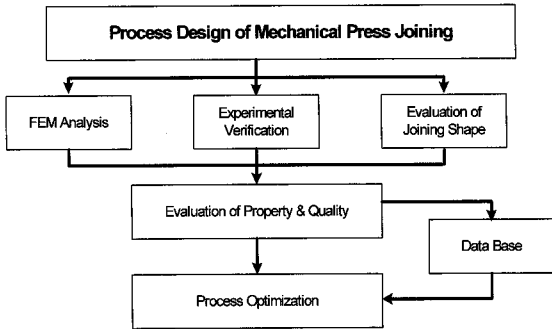 Process Design of Mechanical Press Joining
FEM Analysis
Experimental
Verification
Evaluation of
Joining Shape
Evaluation of Property & Quality
Data Base
Process Optimization